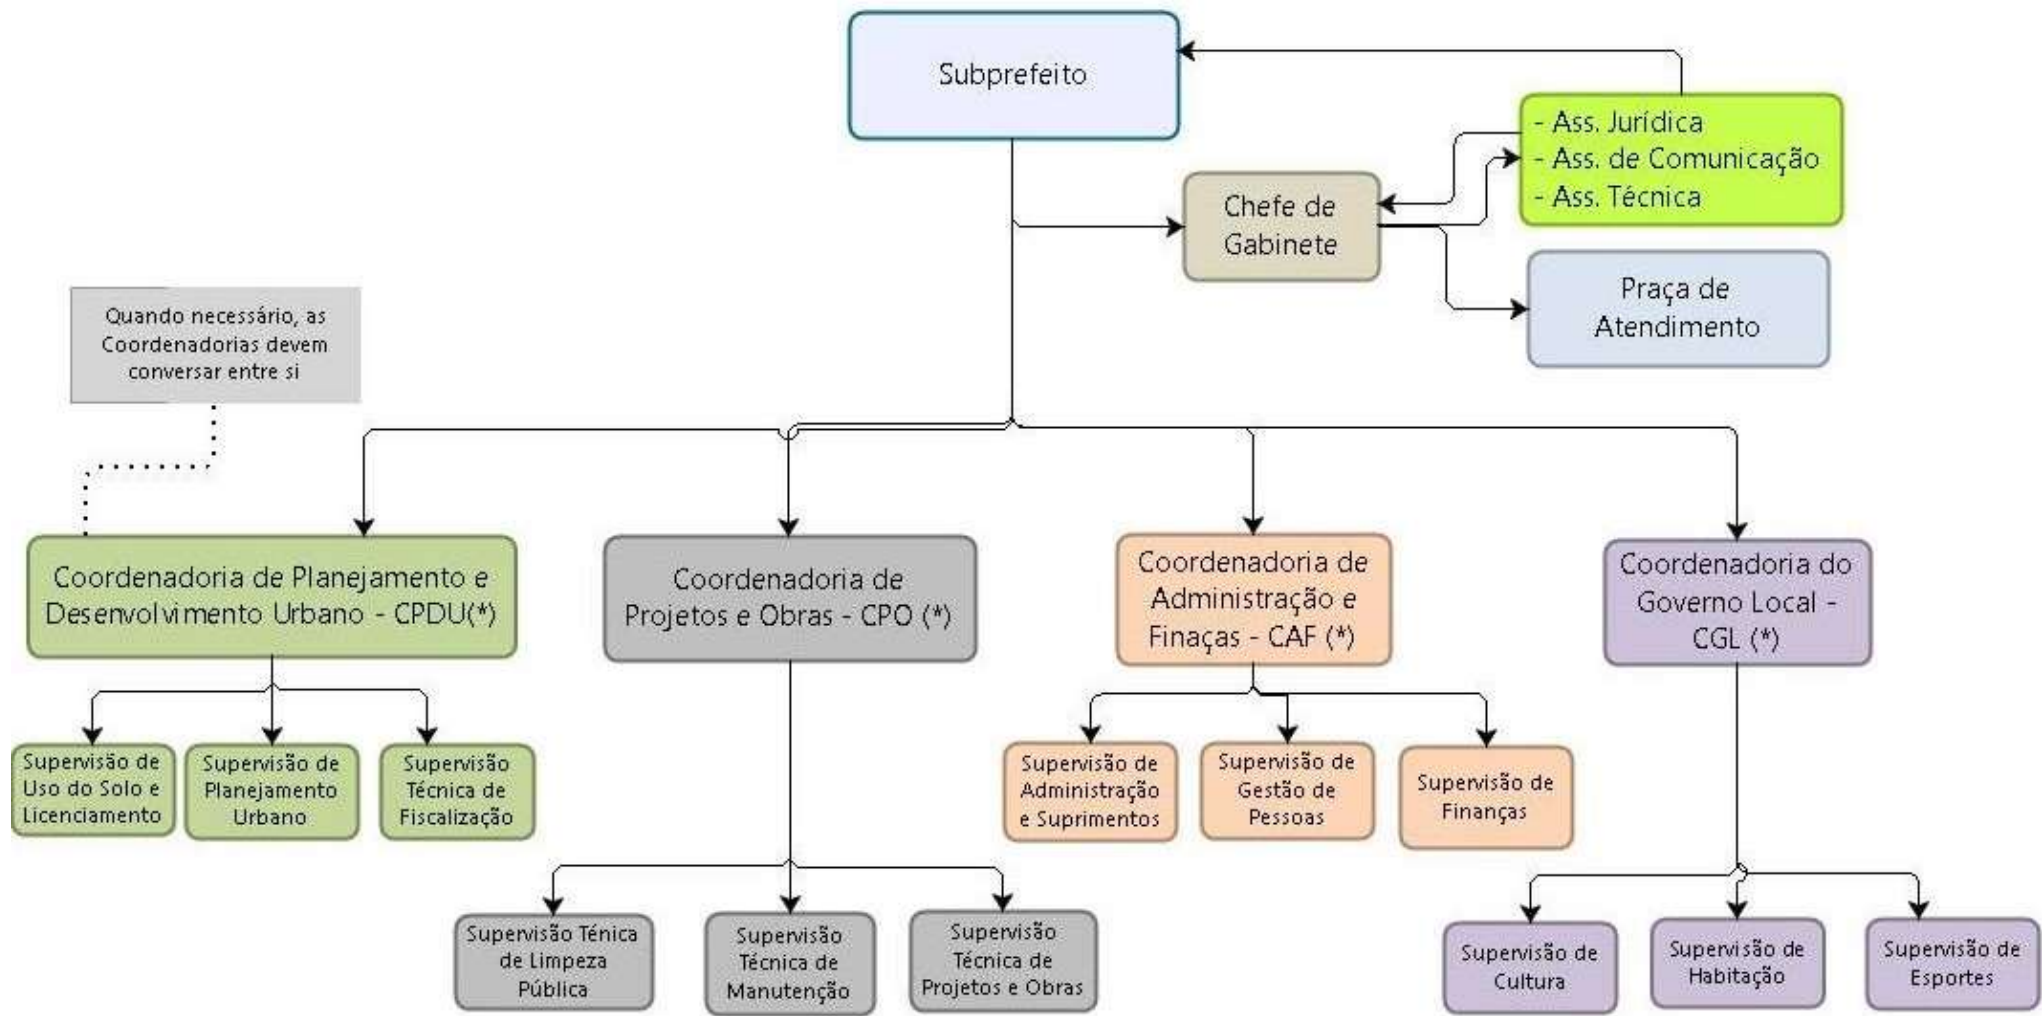 Subprefeito
- Ass. Jurídica
- Ass. de Comunicação
- Ass. Técnica
Chefe de
Gabinete
Praça de
Atendimento
Quando necessário, as
Coordenadorias devem
conversar entre si
Coordenadoria de Planejamento e
Desenvolvimento Urbano - CPDU(*)
Coordenadoria de
Projetos e Obras - CPO (*)
Coordenadoria de
Administração e
Finaças - CAF (*)
Coordenadoria do
Governo Local -
CGL (*)
Supervisão de
Uso do Solo e
Licenciamento
Supervisão de
Planejamento
Urbano
Supervisão
Técnica de
Fiscalização
Supervisão de
Administração
e Suprimentos
Supervisão de
Gestão de
Pessoas
Supervisão de
Finanças
Supervisão Ténica
de Limpeza
Pública
Supervisão
Técnica de
Manutenção
Supervisão
Técnica de
Projetos e Obras
Supervisão de
Cultura
Supervisão de
Habitação
Supervisão de
Esportes